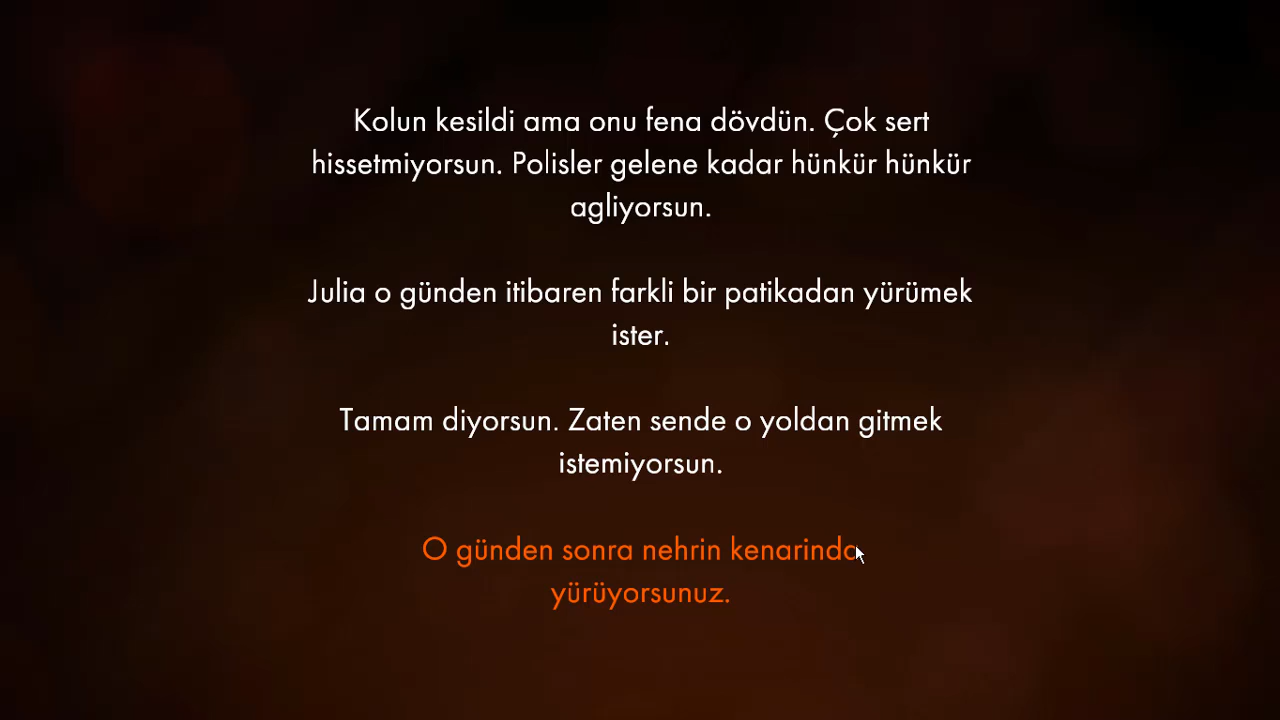 Kolun kesildi ama onu fena dövdün. Çok sert
hissetmiyorsun. Polisler gelene kadar hünkür hünkür
agliyorsun.
Julia o günden itibaren farkli bir patikadan yürümek
ister.
Tamam diyorsun. Zaten sende o yoldan gitmek
istemiyorsun.
O günden sonra nehrin kenarinda
yürüyorsunuz.